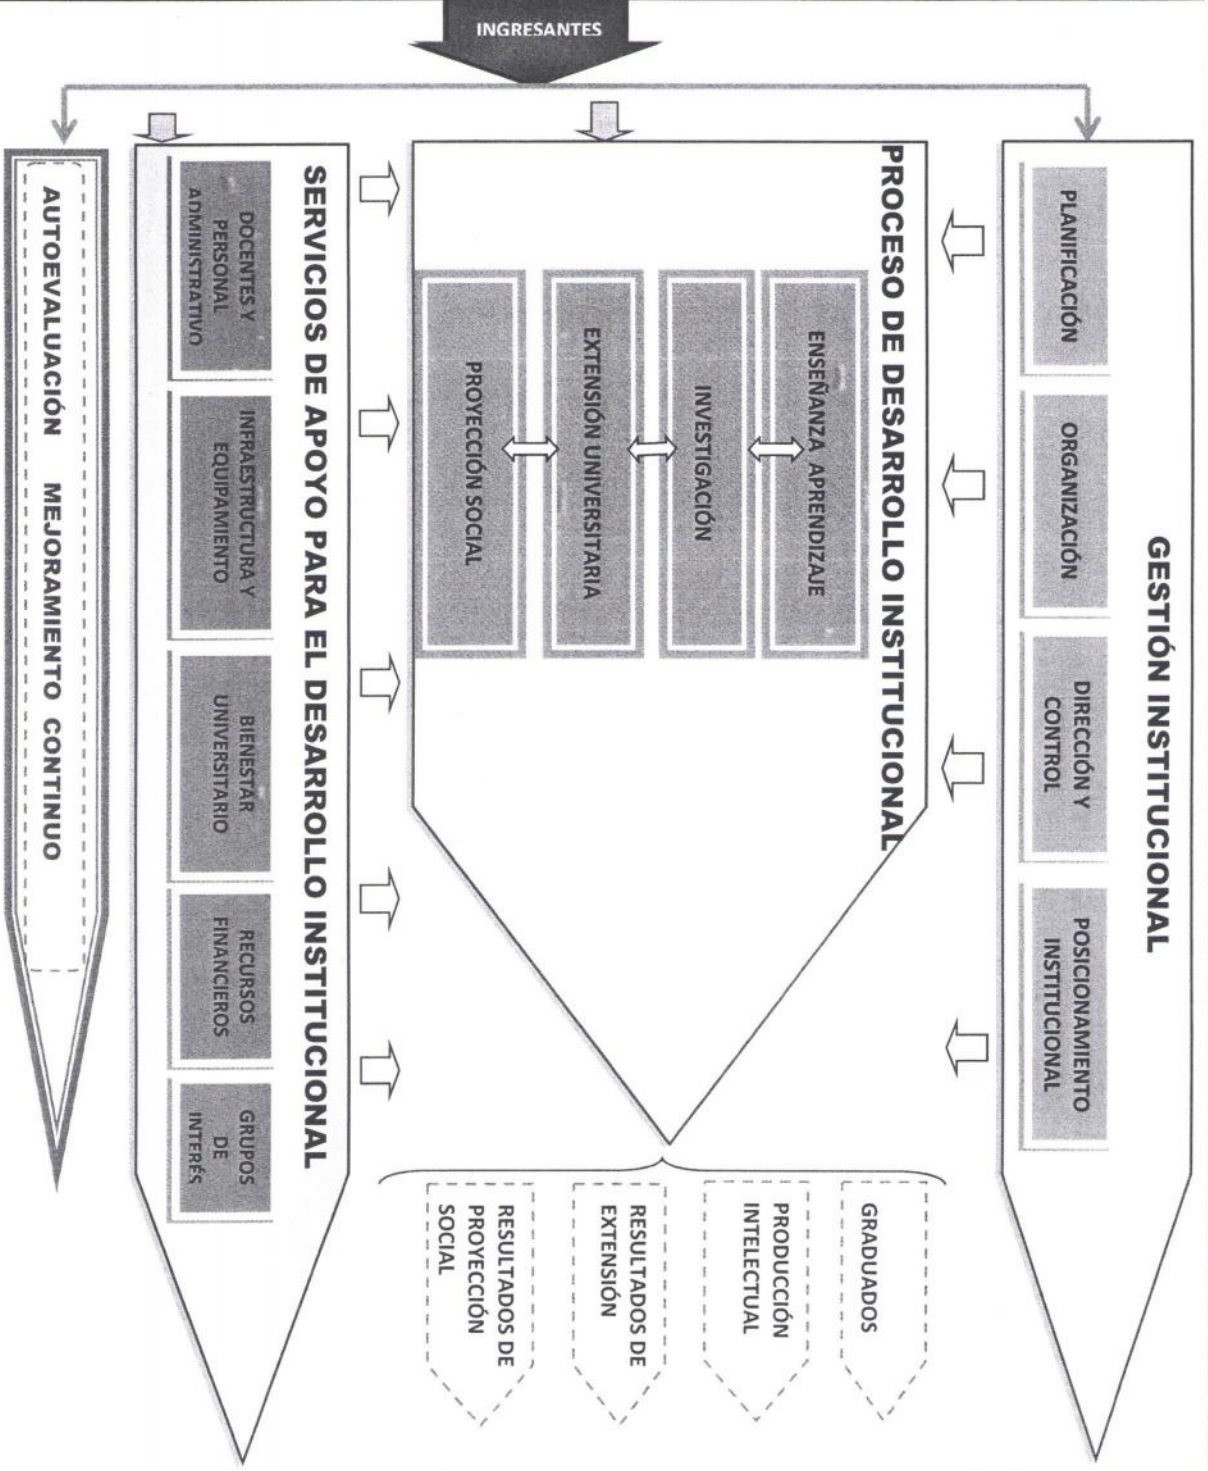 INGRESANTES
GESTIÓN INSTITUCIONAL
PLANIFICACIÓN
ORGANIZACIÓN
DIRECCIÓN Y
CONTROL
POSICIONAMIENTO
INSTITUCIONAL
PROCESO DE DESARROLLO INSTITUCIONAL
ENSEÑANZA APRENDIZAJE
INVESTIGACIÓN
EXTENSIÓN UNIVERSITARIA
PROYECCIÓN SOCIAL
GRADUADOS
PRODUCCIÓN
INTELECTUAL
RESULTADOS DE
EXTENSIÓN
RESULTADOS DE
PROYECCIÓN
SOCIAL
SERVICIOS DE APOYO PARA EL DESARROLLO INSTITUCIONAL
DOCENTES Y
PERSONAL
ADMINISTRATIVO
INFRAESTRUCTURA Y
EQUIPAMIENTO
BIENESTAR
UNIVERSITARIO
RECURSOS
FINANCIEROS
GRUPOS
DE
INTERÉS
AUTOEVALUACIÓN MEJORAMIENTO CONTINUO